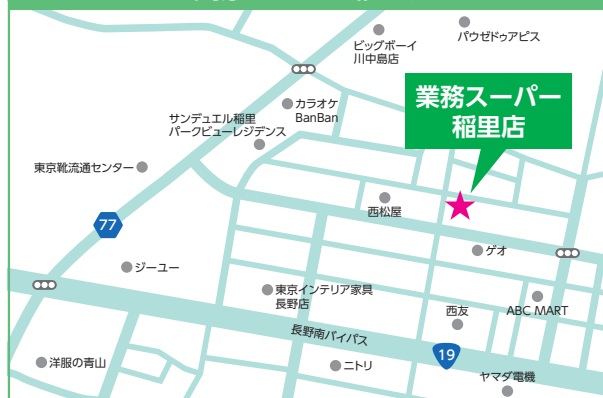 ビッグボーイ
川中島店
パウゼドゥアピス
業務スーパー
稲里店
カラオケ
BanBan
サンデュエル稲里
パークビューレジデンス
東京靴流通センター
西松屋
77
ゲオ
ジーユー
東京インテリア家具
長野店
西友
ABC MART
長野南バイパス
19
洋服の青山
ニトリ
ヤマダ電機